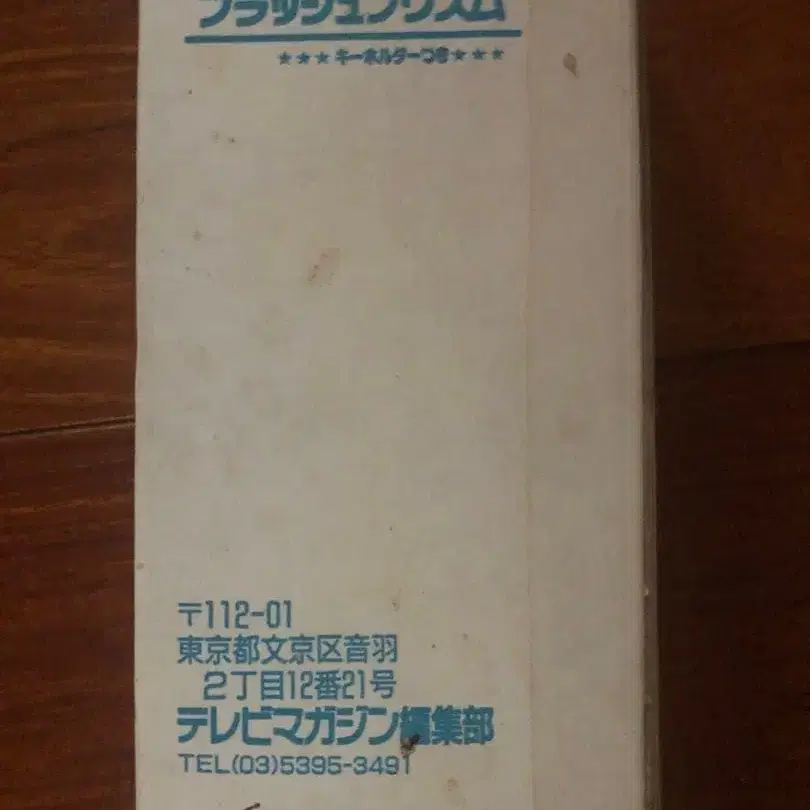 フラッシュプリズム
★★★キーホルダーつき★★★
〒112-01
東京都文京区音羽
2丁目12番21号
テレビマガジン編集部
TEL(03)5395-3491